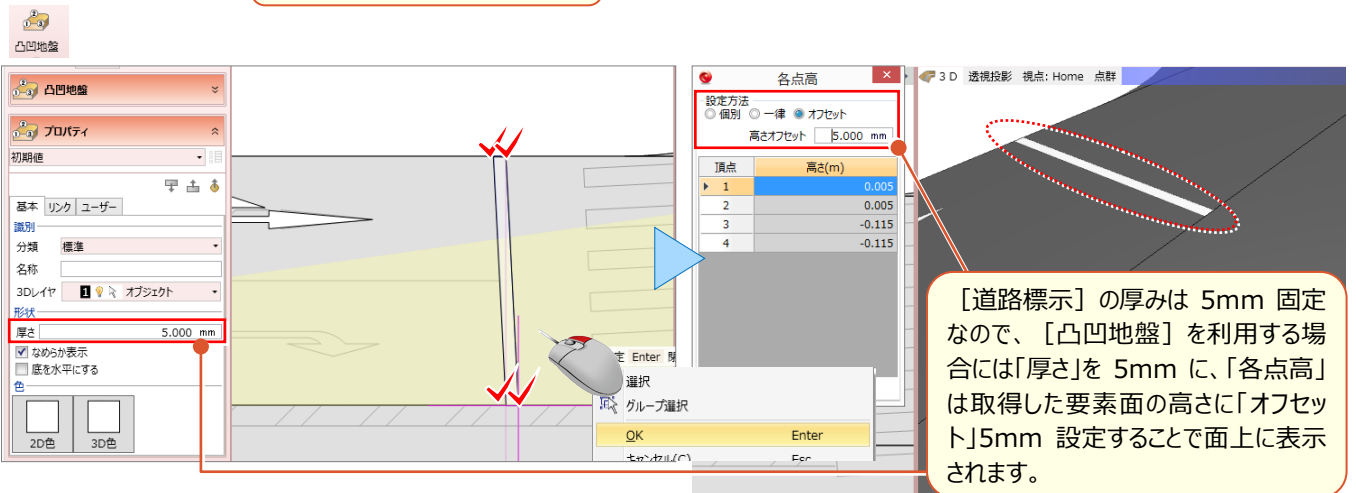 凸凹地盤
凸凹地盤
プロパティ
初期値
基本 リンク ユーザー
識別
分類 標準
名称
3Dレイヤ 1 オブジェクト
形状
厚さ 5.000 mm
なめらか表示
底を水平にする
色
2D色 3D色
定 Enter 閉
選択
グループ選択
OK Enter
キャンセル(C) Esc
各点高
設定方法
個別 一律 オフセット
高さオフセット 5.000 mm
頂点 高さ(m)
1 0.005
2 0.005
3 -0.115
4 -0.115
3D 透視投影 視点: Home 点群
［道路標示］の厚みは 5mm 固定
なので、［凸凹地盤］を利用する場
合には「厚さ」を 5mm に、「各点高」
は取得した要素面の高さに「オフセッ
ト」5mm 設定することで面上に表示
されます。